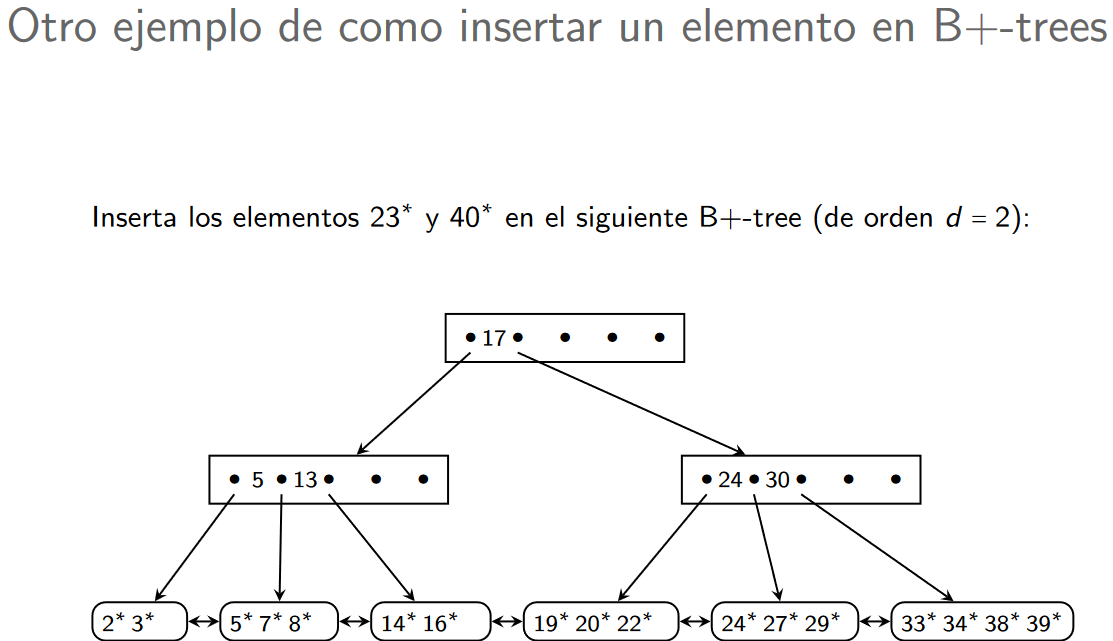 Otro ejemplo de como insertar un elemento en B+-trees
Inserta los elementos 23* y 40* en el siguiente B+-tree (de orden d = 2):
• 17 • • • •
• 5 • 13 • • •
• 24 • 30 • • •
2* 3*
5* 7* 8*
14* 16*
19* 20* 22*
24* 27* 29*
33* 34* 38* 39*